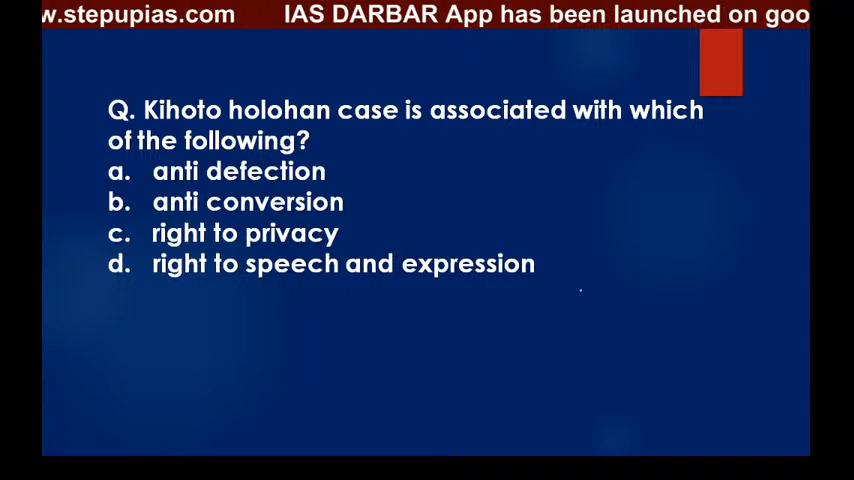 w.stepupias.com IAS DARBAR App has been launched on goo
Q. Kihoto holohan case is associated with which
of the following?
a. anti defection
b. anti conversion
c. right to privacy
d. right to speech and expression